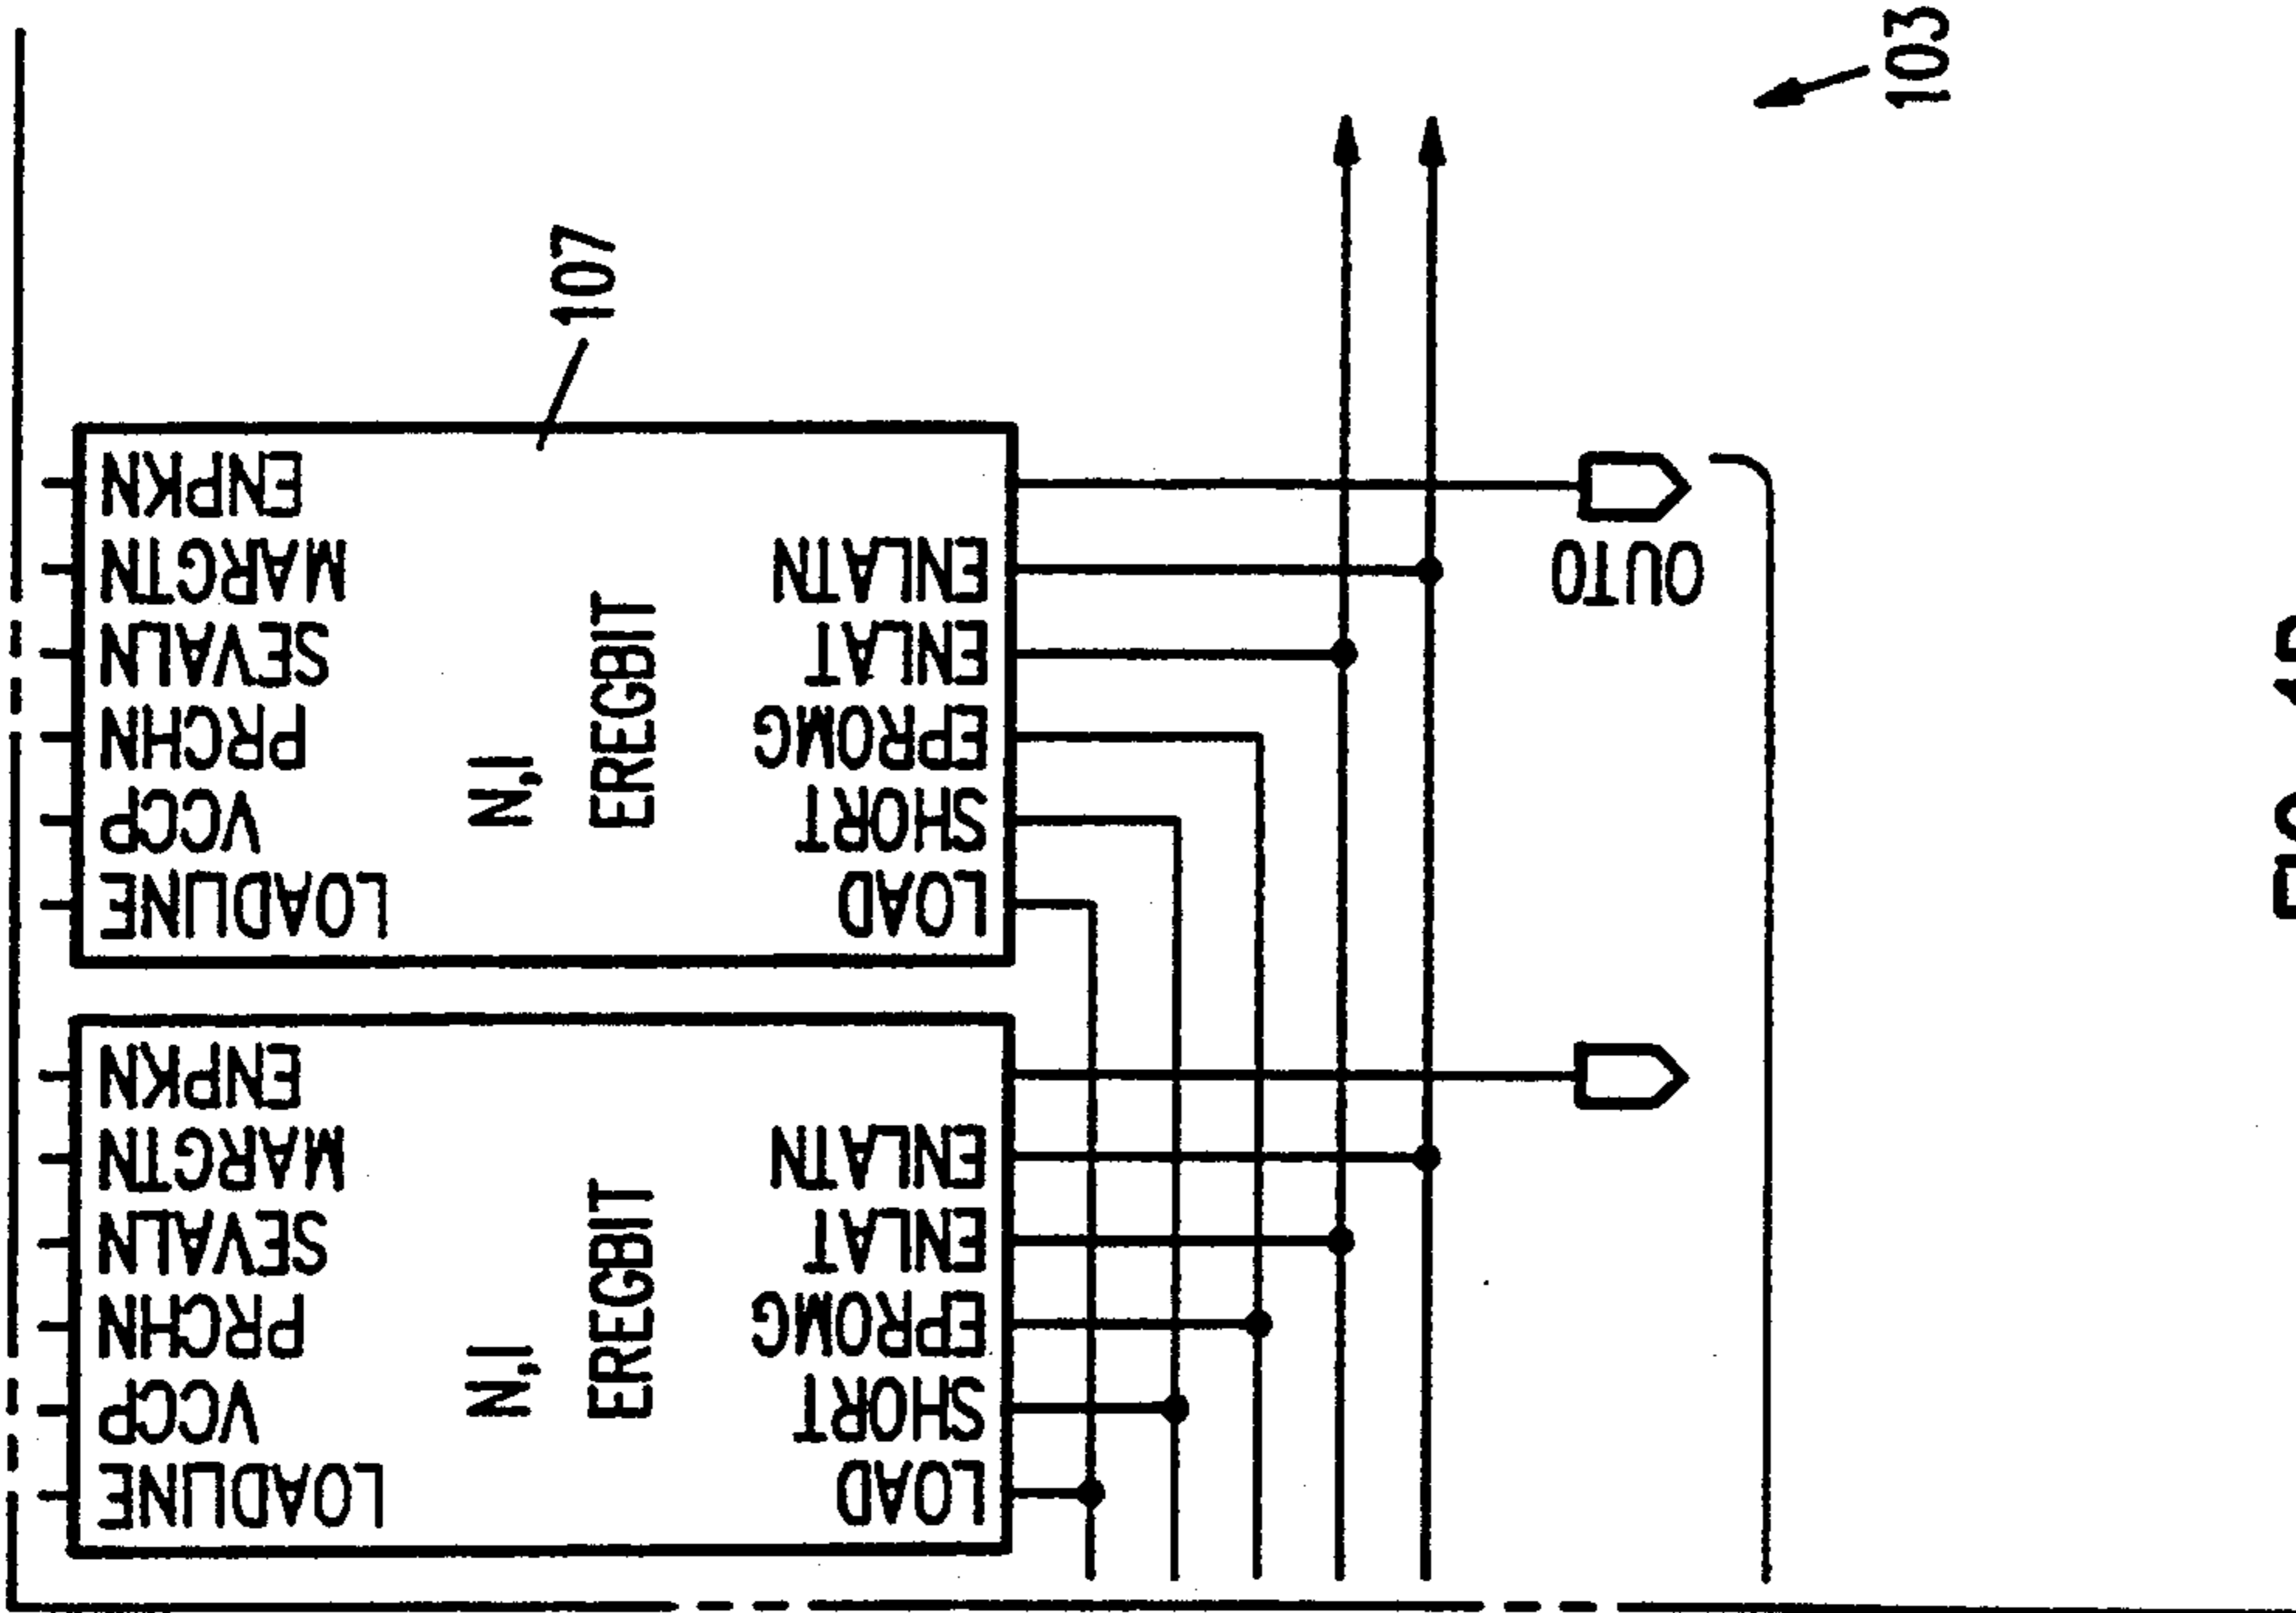 LOADLINE
VCCP
PRCHN
SEVALN
MARGTN
ENPKN
N,I
EREGBIT
LOAD
SHORT
EPROMG
ENLAT
ENLATN
LOADLINE
VCCP
PRCHN
SEVALN
MARGTN
ENPKN
N,I
EREGBIT
LOAD
SHORT
EPROMG
ENLAT
ENLATN
107
OUT0
103